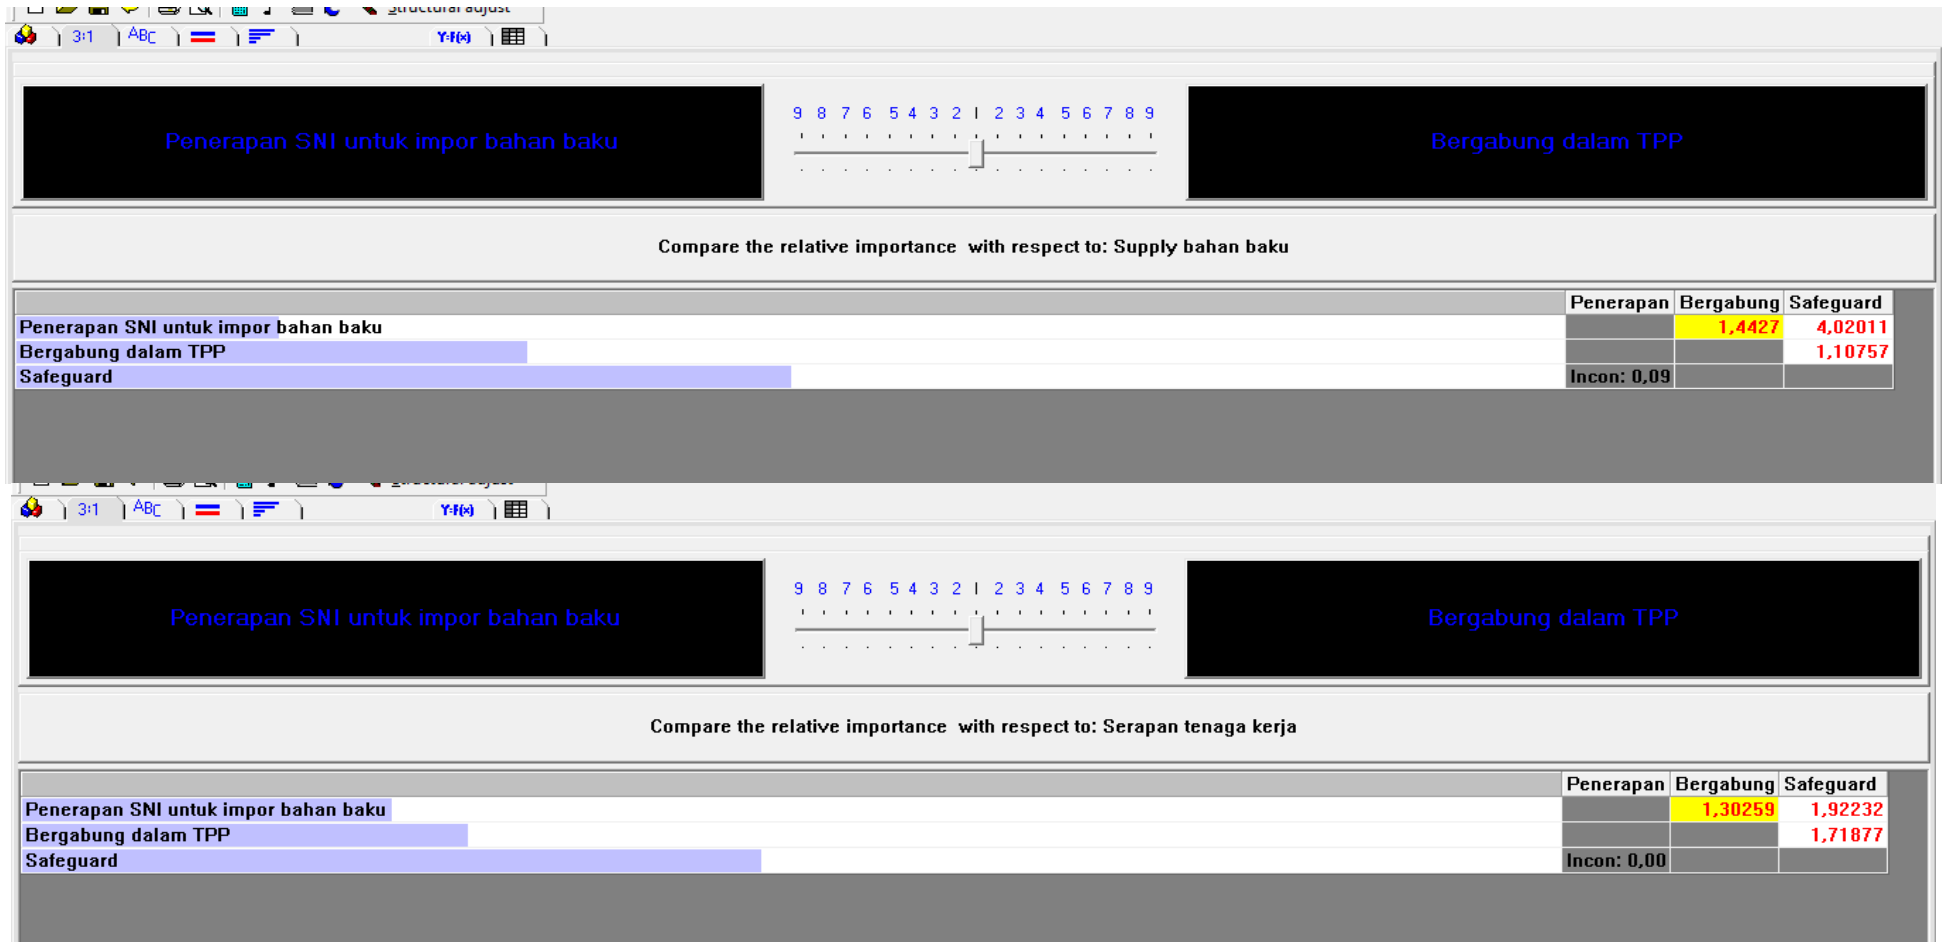 Structural adjust
3:1 ABC Y=F(x)
Penerapan SNI untuk impor bahan baku
9 8 7 6 5 4 3 2 1 2 3 4 5 6 7 8 9
Bergabung dalam TPP
Compare the relative importance with respect to: Supply bahan baku
Penerapan Bergabung Safeguard
Penerapan SNI untuk impor bahan baku 1,4427 4,02011
Bergabung dalam TPP 1,10757
Safeguard Incon: 0,09
3:1 ABC Y=F(x)
Penerapan SNI untuk impor bahan baku
9 8 7 6 5 4 3 2 1 2 3 4 5 6 7 8 9
Bergabung dalam TPP
Compare the relative importance with respect to: Serapan tenaga kerja
Penerapan Bergabung Safeguard
Penerapan SNI untuk impor bahan baku 1,30259 1,92232
Bergabung dalam TPP 1,71877
Safeguard Incon: 0,00